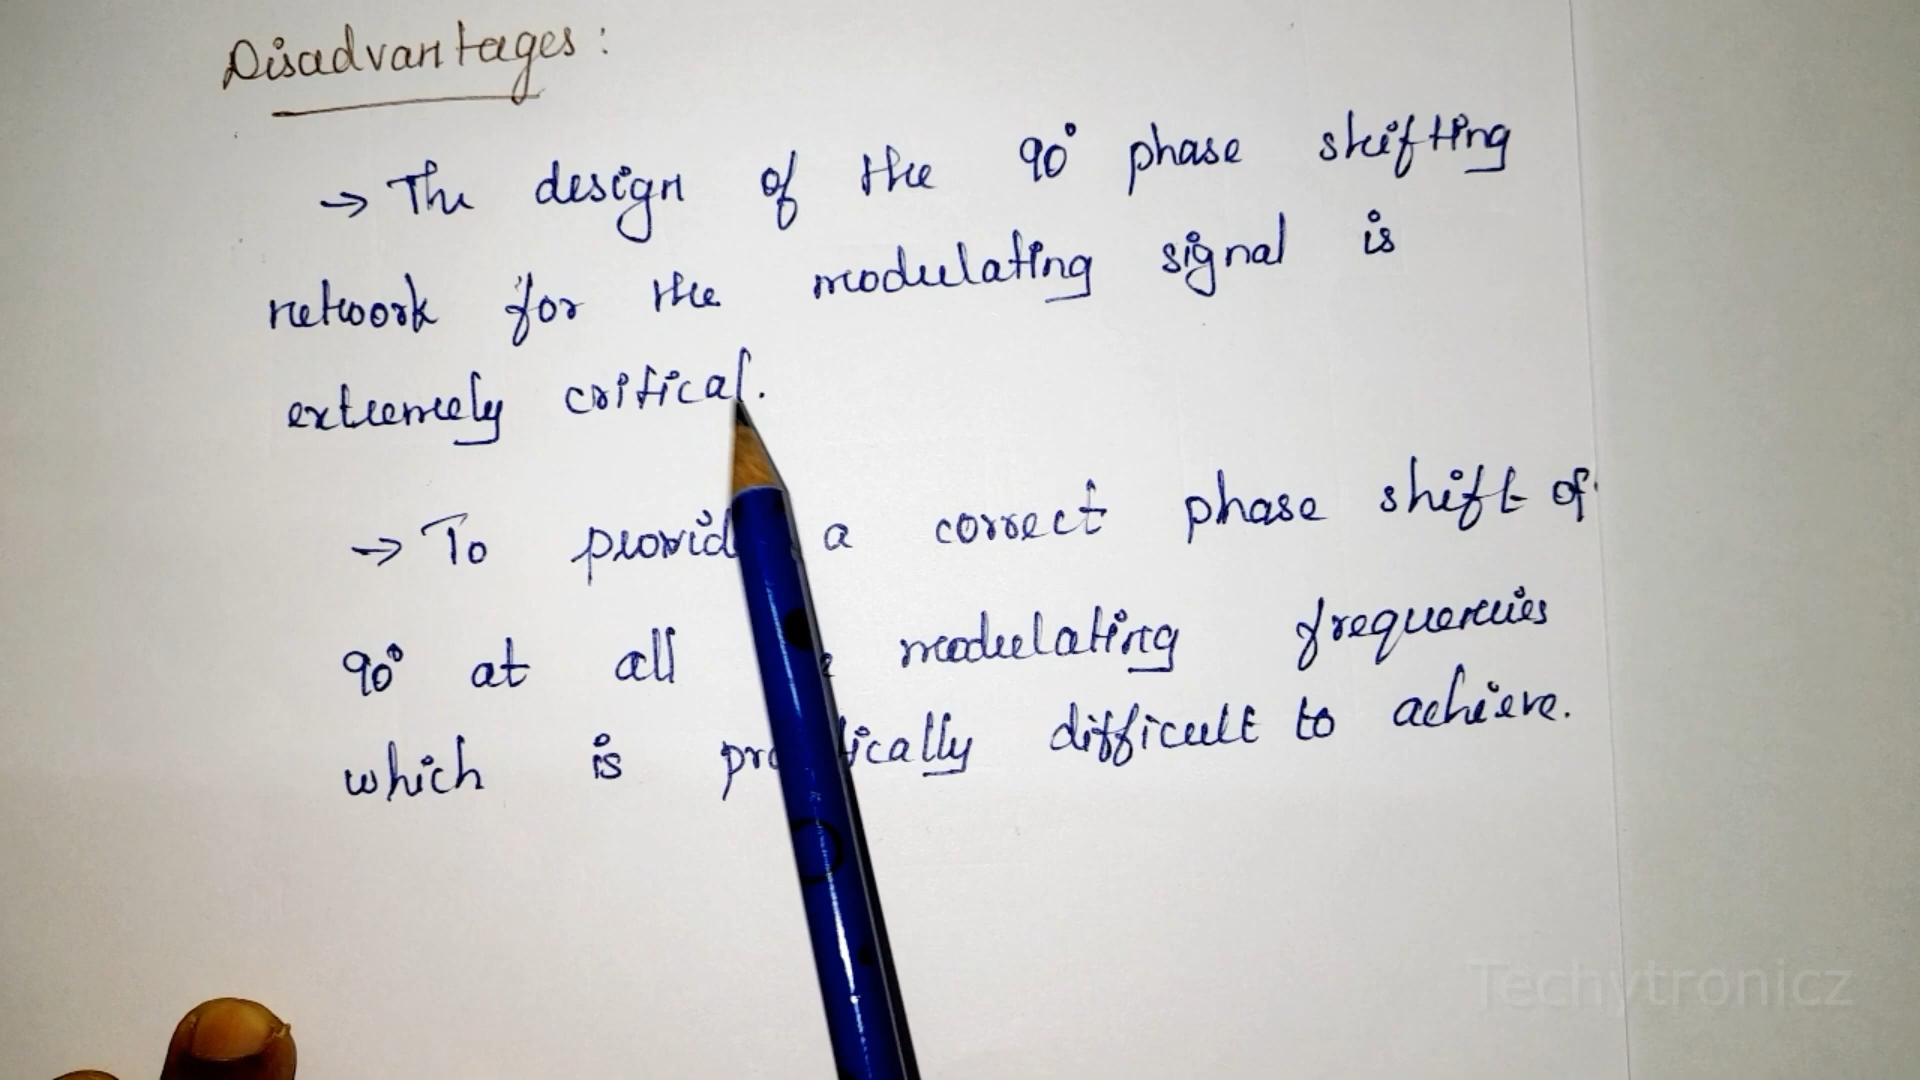 Disadvantages :
→ The design of the 90° phase shifting
network for the modulating signal is
extremely critical.
→ To provid a correct phase shift of
90° at all modulating frequencies
which is practically difficult to achieve.
Techytronicz